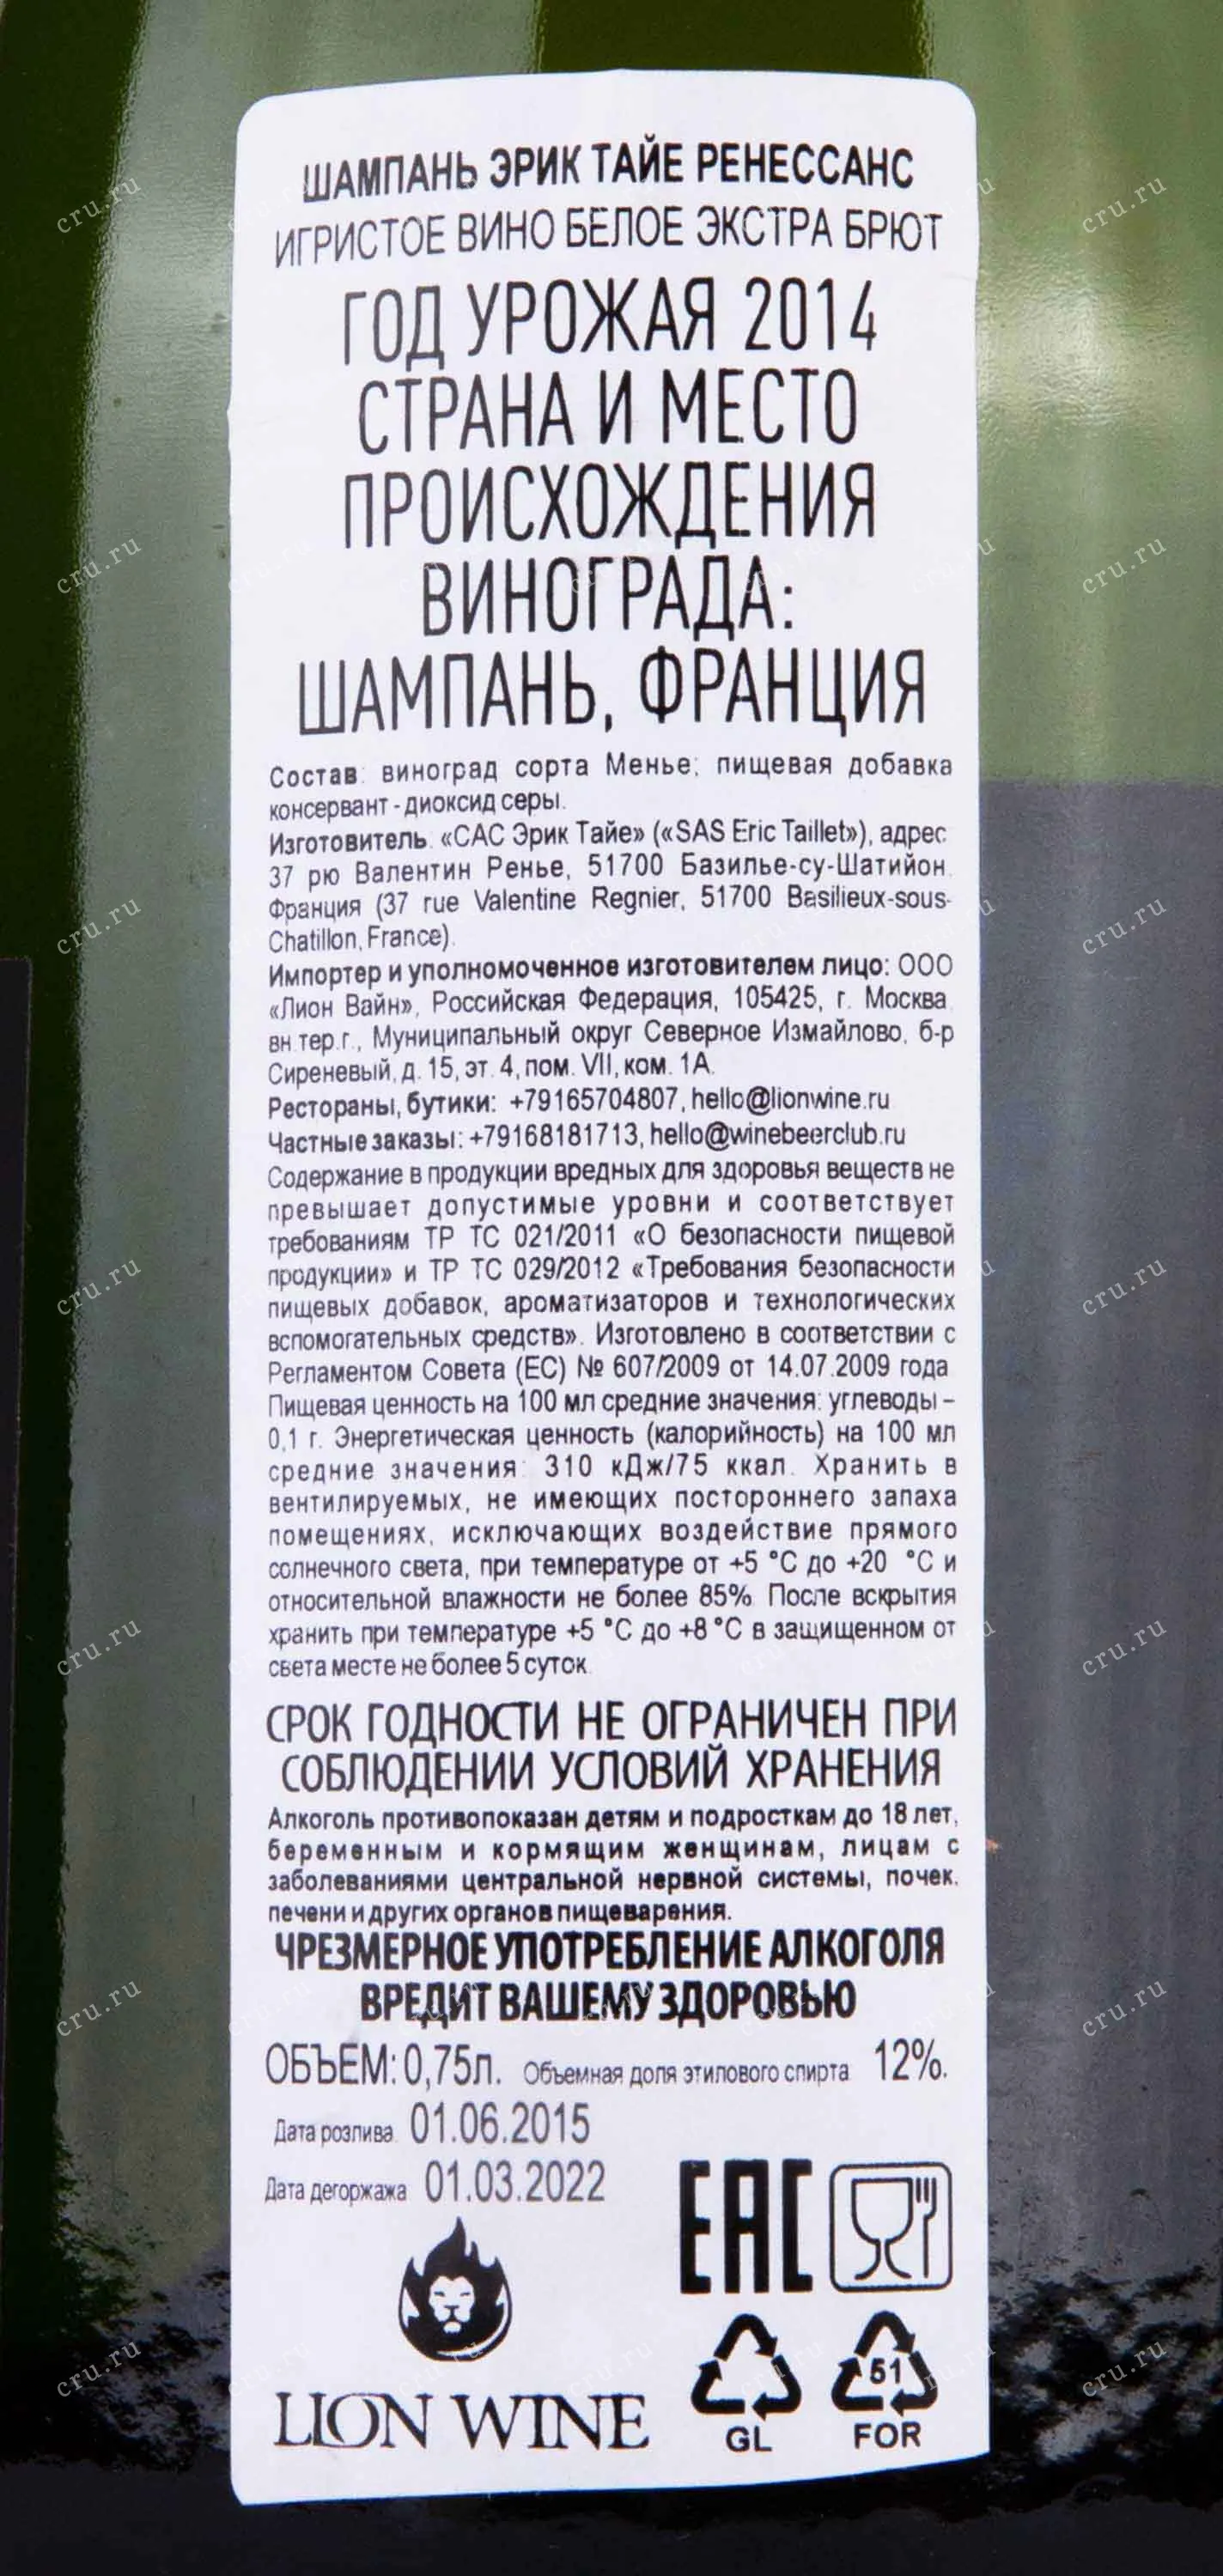 ШАМПАНЬ ЭРИК ТАЙЕ РЕНЕССАНС
ИГРИСТОЕ ВИНО БЕЛОЕ ЭКСТРА БРЮТ
ГОД УРОЖАЯ 2014
СТРАНА И МЕСТО
ПРОИСХОЖДЕНИЯ
ВИНОГРАДА:
ШАМПАНЬ, ФРАНЦИЯ
Состав: виноград сорта Менье; пищевая добавка
консервант - диоксид серы.
Изготовитель: «САС Эрик Тайе» («SAS Eric Taillet»), адрес:
37 рю Валентин Ренье, 51700 Базилье-су-Шатийон,
Франция (37 rue Valentine Regnier, 51700 Basilieux-sous-
Chatillon, France).
Импортер и уполномоченное изготовителем лицо: ООО
«Лион Вайн», Российская Федерация, 105425, г. Москва,
вн.тер.г., Муниципальный округ Северное Измайлово, б-р
Сиреневый, д. 15, эт. 4, пом. VII, ком. 1А.
Рестораны, бутики: +79165704807, hello@lionwine.ru
Частные заказы: +79168181713, hello@winebeerclub.ru
Содержание в продукции вредных для здоровья веществ не
превышает допустимые уровни и соответствует
требованиям ТР ТС 021/2011 «О безопасности пищевой
продукции» и ТР ТС 029/2012 «Требования безопасности
пищевых добавок, ароматизаторов и технологических
вспомогательных средств». Изготовлено в соответствии с
Регламентом Совета (ЕС) № 607/2009 от 14.07.2009 года
Пищевая ценность на 100 мл средние значения: углеводы –
0,1 г. Энергетическая ценность (калорийность) на 100 мл
средние значения: 310 кДж/75 ккал. Хранить в
вентилируемых, не имеющих постороннего запаха
помещениях, исключающих воздействие прямого
солнечного света, при температуре от +5 °С до +20 °С и
относительной влажности не более 85%. После вскрытия
хранить при температуре +5 °С до +8 °С в защищенном от
света месте не более 5 суток.
СРОК ГОДНОСТИ НЕ ОГРАНИЧЕН ПРИ
СОБЛЮДЕНИИ УСЛОВИЙ ХРАНЕНИЯ
Алкоголь противопоказан детям и подросткам до 18 лет,
беременным и кормящим женщинам, лицам с
заболеваниями центральной нервной системы, почек,
печени и других органов пищеварения.
ЧРЕЗМЕРНОЕ УПОТРЕБЛЕНИЕ АЛКОГОЛЯ
ВРЕДИТ ВАШЕМУ ЗДОРОВЬЮ
ОБЪЕМ: 0,75л. Объемная доля этилового спирта 12%.
Дата розлива 01.06.2015
Дата дегоржажа 01.03.2022
EAC
51
GL
FOR
LION WINE
cru.ru